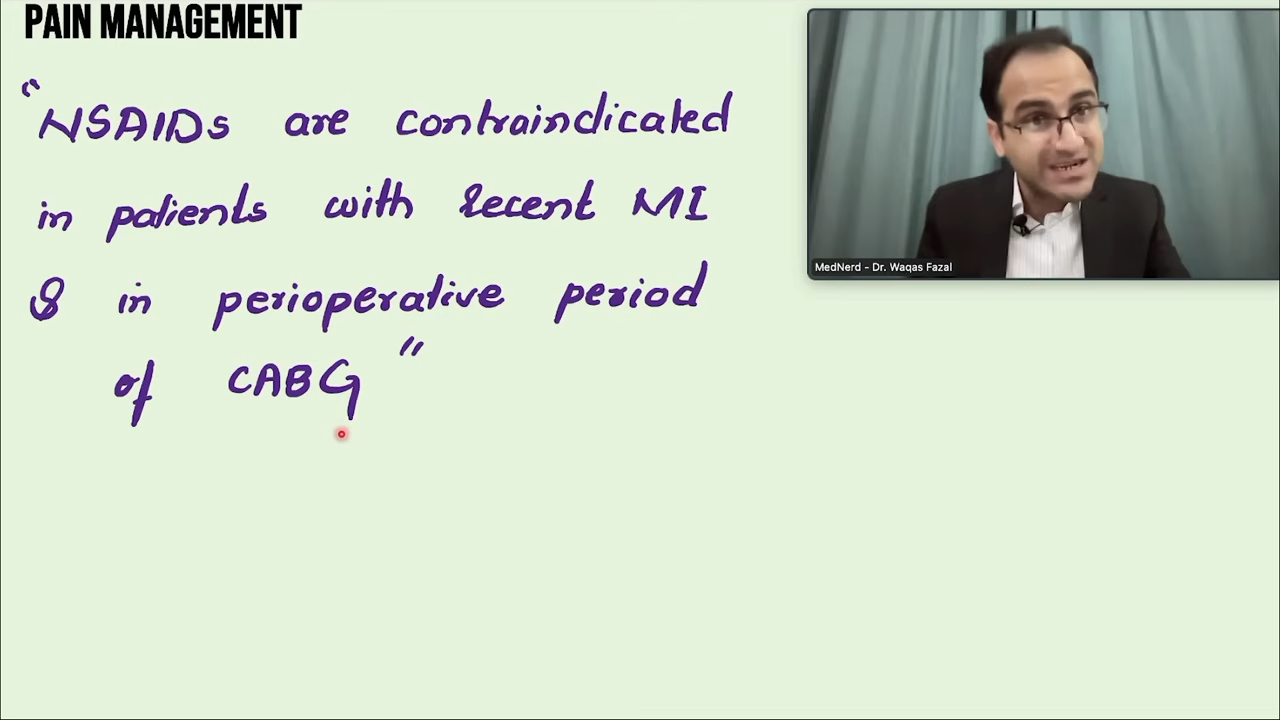 PAIN MANAGEMENT
"NSAIDs are contraindicated
in patients with recent MI
& in perioperative period
of CABG"
MedNerd - Dr. Waqas Fazal